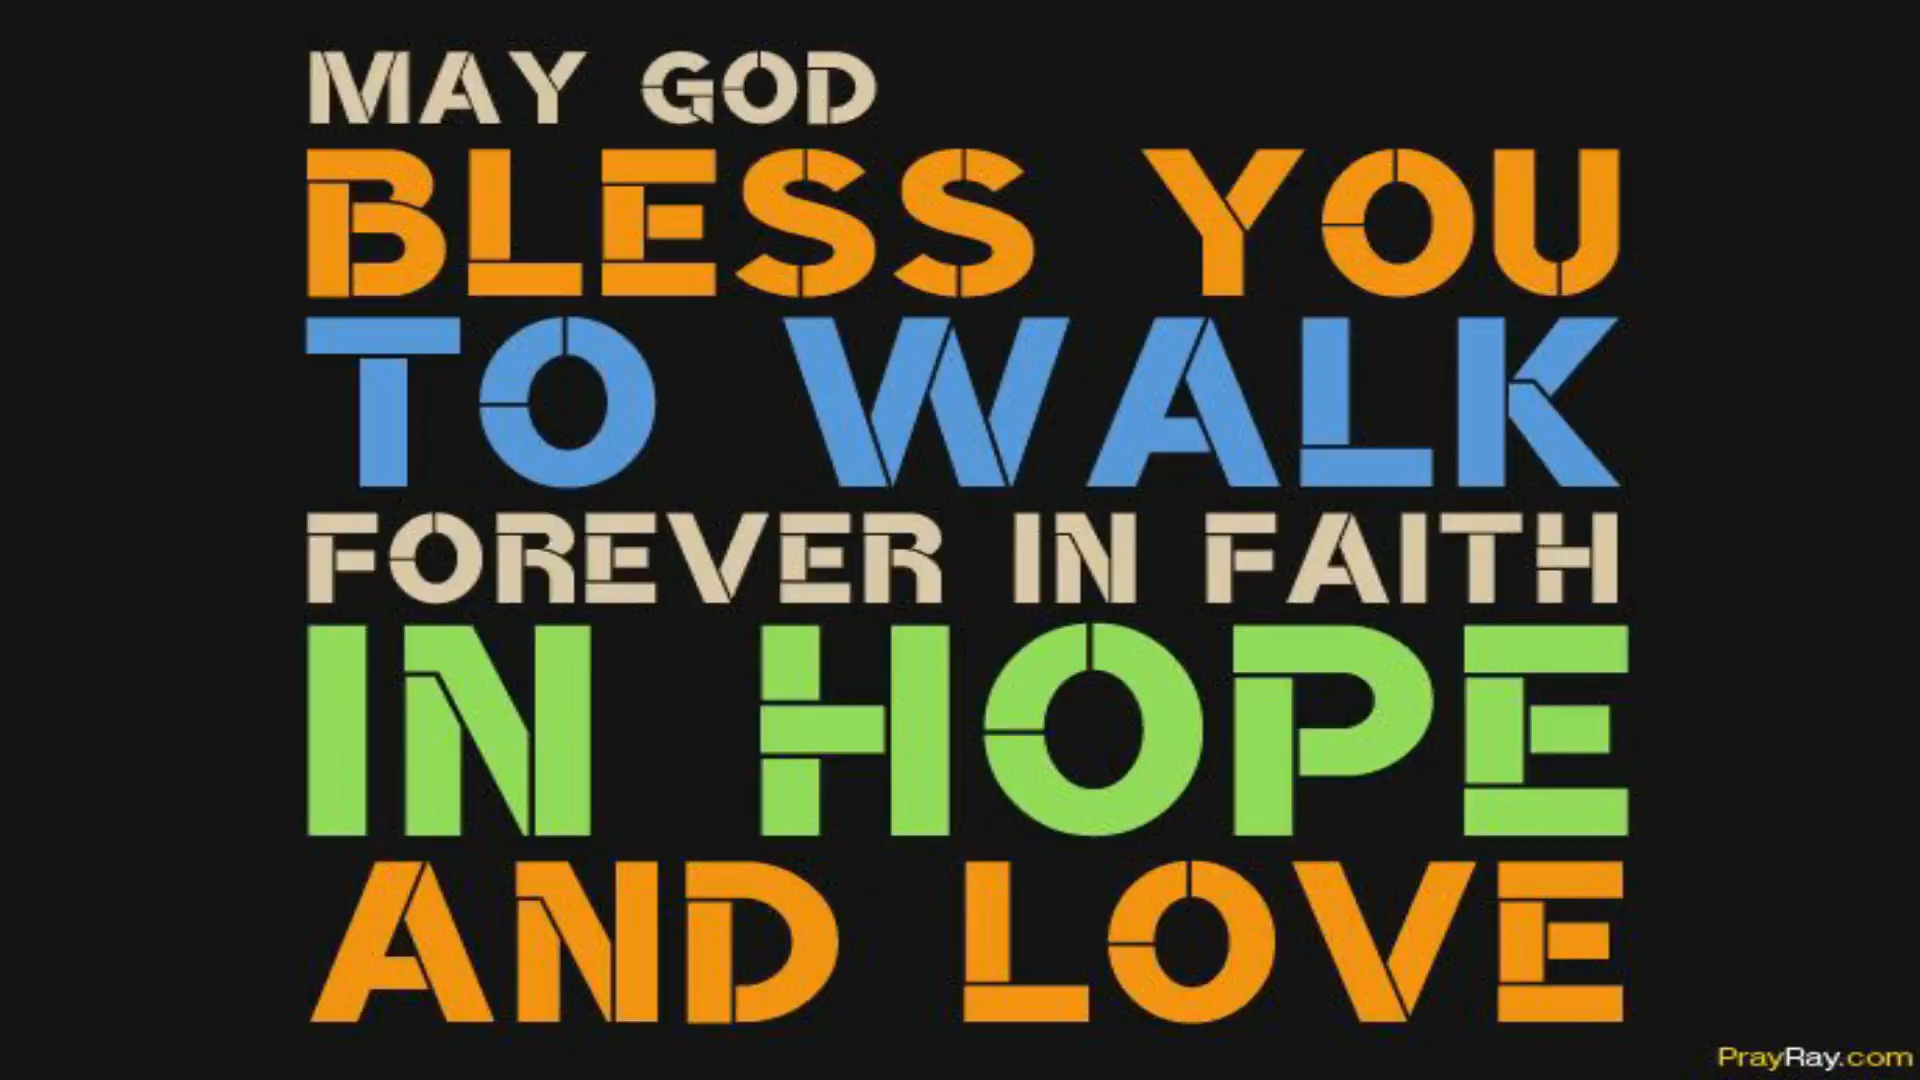 MAY GOD
BLESS YOU
TO WALK
FOREVER IN FAITH
IN HOPE
AND LOVE
PrayRay.com